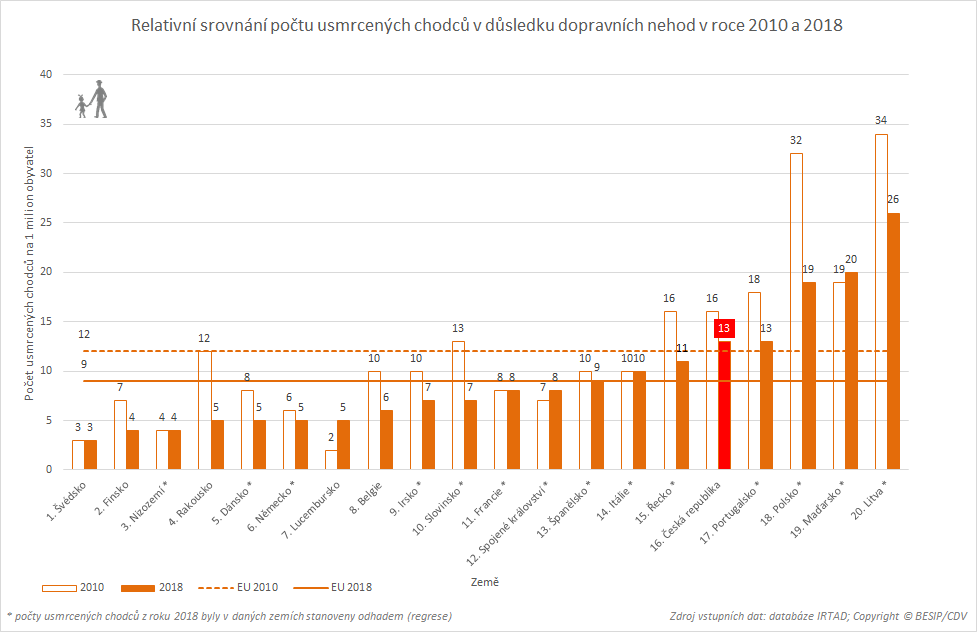 Relativní srovnání počtu usmrcených chodců v důsledku dopravních nehod v roce 2010 a 2018
Počet usmrcených chodců na 1 milion obyvatel
40
35
30
25
20
15
10
5
0
12
9
3 3
7 4
4 4
12 5
8 5
6 5
2 5
10 6
10 7
13 7
8 8
7 8
10 9
10 10
16 11
16 13
18 13
32 19
19 20
34 26
1. Švédsko
2. Finsko
3. Nizozemí *
4. Rakousko
5. Dánsko *
6. Německo *
7. Lucembursko
8. Belgie
9. Irsko *
10. Slovinsko *
11. Francie *
12. Spojené království *
13. Španělsko *
14. Itálie *
15. Řecko *
16. Česká republika
17. Portugalsko *
18. Polsko *
19. Maďarsko *
20. Litva *
Země
2010 2018 EU 2010 EU 2018
* počty usmrcených chodců z roku 2018 byly v daných zemích stanoveny odhadem (regrese)
Zdroj vstupních dat: databáze IRTAD; Copyright © BESIP/CDV